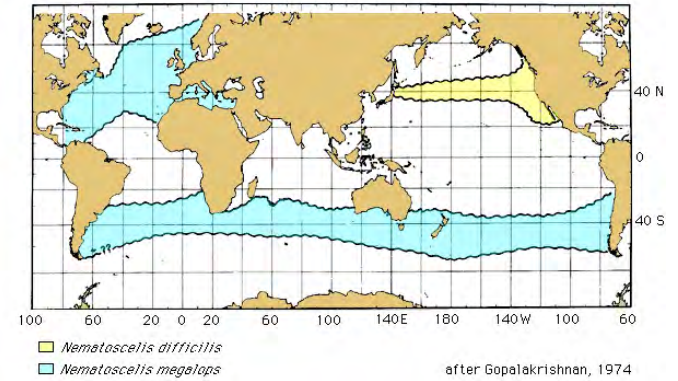 40 N
0
40 S
??
100 60 20 0 20 60 100 140E 180 140W 100 60
Nematoscelis difficilis
Nematoscelis megalops after Gopalakrishnan, 1974